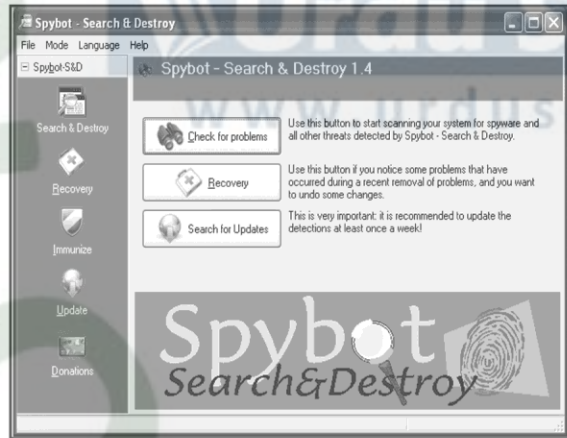 Spybot - Search & Destroy
File Mode Language Help
Spybot-S&D
Search & Destroy
Recovery
Immunize
Update
Donations
Spybot - Search & Destroy 1.4
Check for problems
Use this button to start scanning your system for spyware and
all other threats detected by Spybot - Search & Destroy.
Recovery
Use this button if you notice some problems that have
occurred during a recent removal of problems, and you want
to undo some changes.
Search for Updates
This is very important: it is recommended to update the
detections at least once a week!
Spybot
Search&Destroy
www.urdus